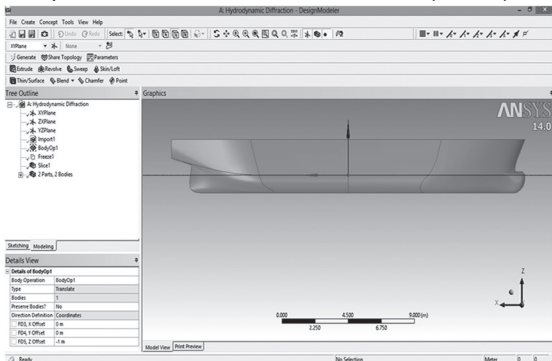 A: Hydrodynamic Diffraction - DesignModeler
File Create Concept Tools View Help
Undo Redo Select:
XYPlane None
Generate Share Topology Parameters
Extrude Revolve Sweep Skin/Loft
Thin/Surface Blend Chamfer Point
Tree Outline
A: Hydrodynamic Diffraction
XYPlane
ZXPlane
YZPlane
Import1
BodyOp1
Freeze1
Slice1
2 Parts, 2 Bodies
Sketching Modeling
Details View
Details of BodyOp1
Body Operation BodyOp1
Type Translate
Bodies 1
Preserve Bodies? No
Direction Definition Coordinates
FD3, X Offset 0 m
FD4, Y Offset 0 m
FD5, Z Offset -1 m
Graphics
ANSYS
14.0
Z
X
0.000 4.500 9.000 (m)
2.250 6.750
Model View Print Preview
Ready No Selection Meter 0 0